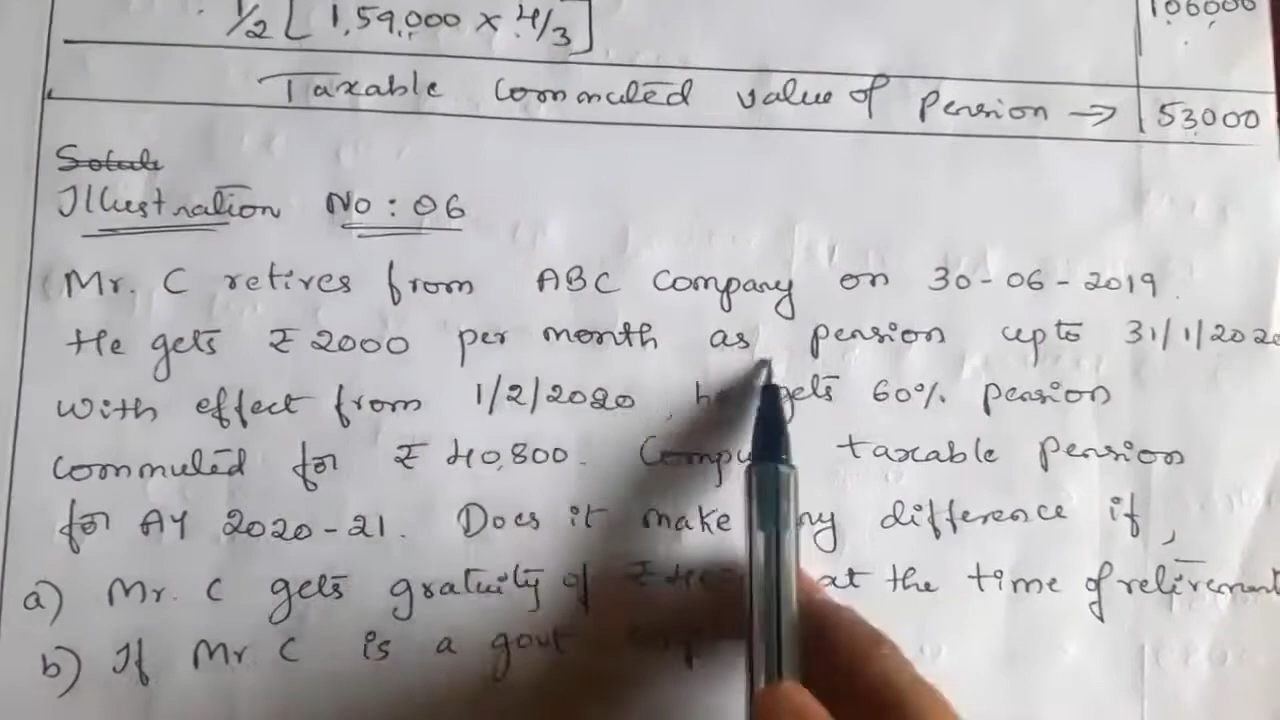 1/2 [ 1,59,000 x 4/3 ]
106000
Taxable commuted value of pension → 53000
Illustration No : 06
Mr. C retires from ABC company on 30-06-2019.
He gets ₹ 2000 per month as pension upto 31/1/2020
with effect from 1/2/2020, gets 60% pension
commuted for ₹ 40,800. taxable pension
for AY 2020-21. Does it make difference if,
a) Mr. C gets gratuity of ₹ at the time of retirement
b) If Mr. C is a govt